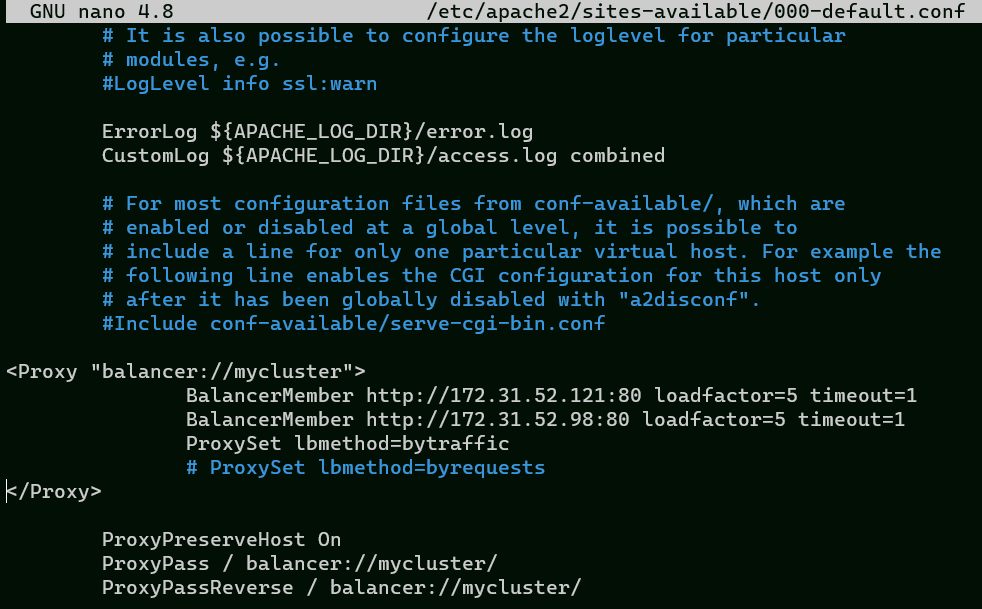 GNU nano 4.8 /etc/apache2/sites-available/000-default.conf
# It is also possible to configure the loglevel for particular
# modules, e.g.
#LogLevel info ssl:warn
ErrorLog ${APACHE_LOG_DIR}/error.log
CustomLog ${APACHE_LOG_DIR}/access.log combined
# For most configuration files from conf-available/, which are
# enabled or disabled at a global level, it is possible to
# include a line for only one particular virtual host. For example the
# following line enables the CGI configuration for this host only
# after it has been globally disabled with "a2disconf".
#Include conf-available/serve-cgi-bin.conf
<Proxy "balancer://mycluster">
BalancerMember http://172.31.52.121:80 loadfactor=5 timeout=1
BalancerMember http://172.31.52.98:80 loadfactor=5 timeout=1
ProxySet lbmethod=bytraffic
# ProxySet lbmethod=byrequests
</Proxy>
ProxyPreserveHost On
ProxyPass / balancer://mycluster/
ProxyPassReverse / balancer://mycluster/